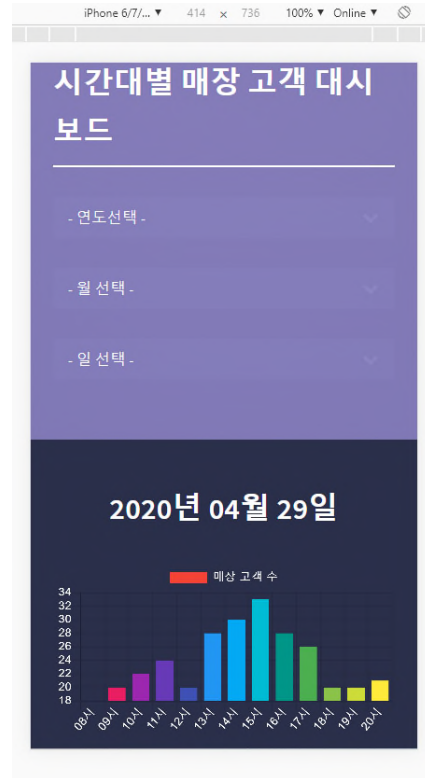 iPhone 6/7/... ▼ 414 x 736 100% ▼ Online ▼
시간대별 매장 고객 대시
보드
- 연도선택 -
- 월 선택 -
- 일 선택 -
2020년 04월 29일
매상 고객 수
34
32
30
28
26
24
22
20
18
08시 09시 10시 11시 12시 13시 14시 15시 16시 17시 18시 19시 20시